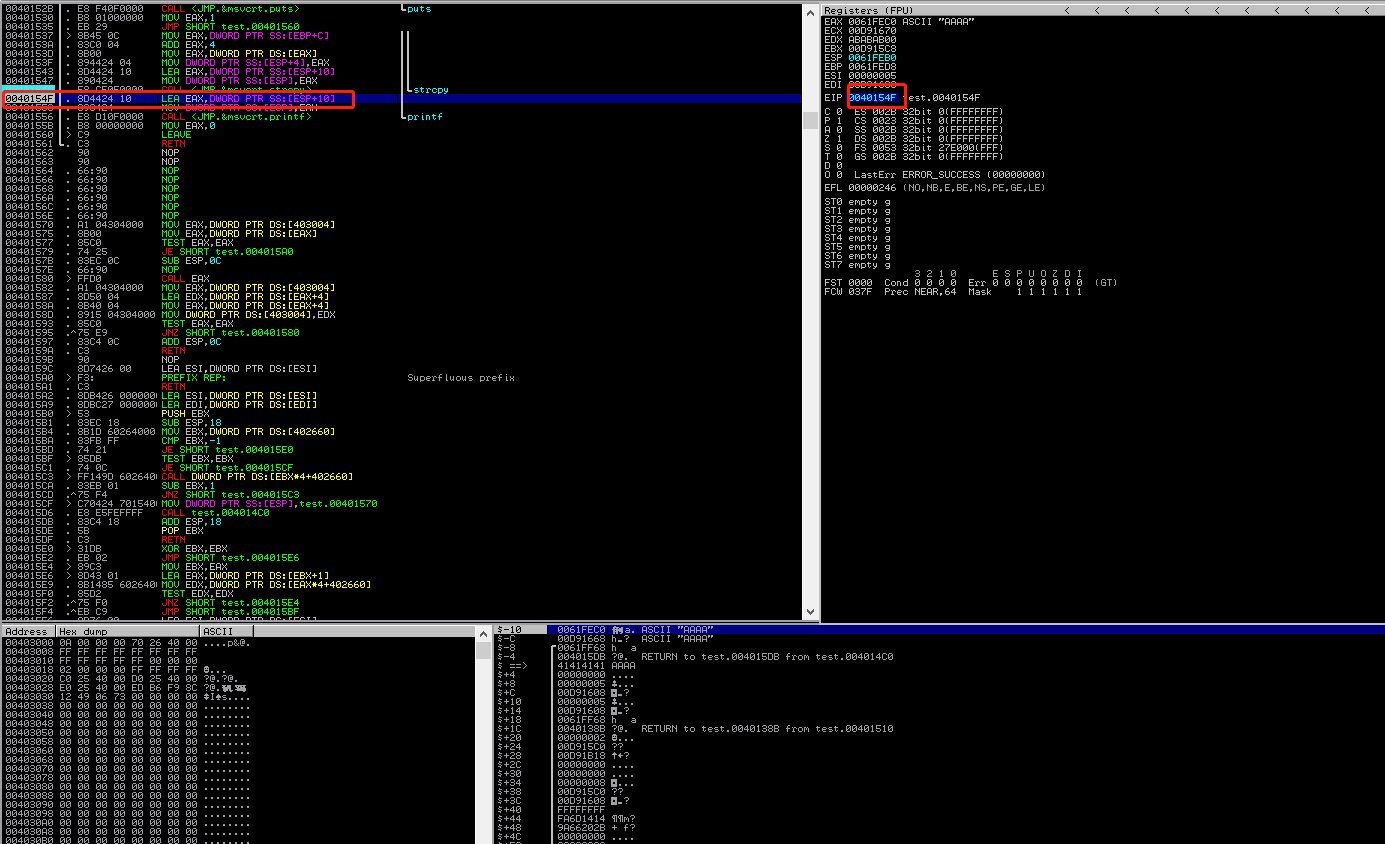 0040152B . E8 F40F0000 CALL <JMP.&msvcrt.puts> puts
00401530 . B8 01000000 MOV EAX,1
00401535 . EB 29 JMP SHORT test.00401560
00401537 > 8B45 0C MOV EAX,DWORD PTR SS:[EBP+C]
0040153A . 83C0 04 ADD EAX,4
0040153D . 8B00 MOV EAX,DWORD PTR DS:[EAX]
0040153F . 894424 04 MOV DWORD PTR SS:[ESP+4],EAX
00401543 . 8D4424 10 LEA EAX,DWORD PTR SS:[ESP+10]
00401547 . 890424 MOV DWORD PTR SS:[ESP],EAX
strcpy
0040154F . 8D4424 10 LEA EAX,DWORD PTR SS:[ESP+10]
00401556 . E8 D10F0000 CALL <JMP.&msvcrt.printf> printf
0040155B . B8 00000000 MOV EAX,0
00401560 > C9 LEAVE
00401561 . C3 RETN
00401562 90 NOP
00401563 90 NOP
00401564 . 66:90 NOP
00401566 . 66:90 NOP
00401568 . 66:90 NOP
0040156A . 66:90 NOP
0040156C . 66:90 NOP
0040156E . 66:90 NOP
00401570 . A1 04304000 MOV EAX,DWORD PTR DS:[403004]
00401575 . 8B00 MOV EAX,DWORD PTR DS:[EAX]
00401577 . 85C0 TEST EAX,EAX
00401579 . 74 25 JE SHORT test.004015A0
0040157B . 83EC 0C SUB ESP,0C
0040157E . 66:90 NOP
00401580 > FFD0 CALL EAX
00401582 . A1 04304000 MOV EAX,DWORD PTR DS:[403004]
00401587 . 8D50 04 LEA EDX,DWORD PTR DS:[EAX+4]
0040158A . 8B40 04 MOV EAX,DWORD PTR DS:[EAX+4]
0040158D . 8915 04304000 MOV DWORD PTR DS:[403004],EDX
00401593 . 85C0 TEST EAX,EAX
00401595 .^75 E9 JNZ SHORT test.00401580
00401597 . 83C4 0C ADD ESP,0C
0040159A . C3 RETN
0040159B 90 NOP
0040159C 8D7426 00 LEA ESI,DWORD PTR DS:[ESI]
004015A0 > F3: PREFIX REP: Superfluous prefix
004015A1 . C3 RETN
004015A2 . 8DB426 000000 LEA ESI,DWORD PTR DS:[ESI]
004015A9 . 8DBC27 000000 LEA EDI,DWORD PTR DS:[EDI]
004015B0 > 53 PUSH EBX
004015B1 . 83EC 18 SUB ESP,18
004015B4 . 8B1D 60264000 MOV EBX,DWORD PTR DS:[402660]
004015BA . 83FB FF CMP EBX,-1
004015BD . 74 21 JE SHORT test.004015E0
004015BF > 85DB TEST EBX,EBX
004015C1 . 74 0C JE SHORT test.004015CF
004015C3 > FF149D 602640 CALL DWORD PTR DS:[EBX*4+402660]
004015CA . 83EB 01 SUB EBX,1
004015CD .^75 F4 JNZ SHORT test.004015C3
004015CF > C70424 701540 MOV DWORD PTR SS:[ESP],test.00401570
004015D6 . E8 E5FEFFFF CALL test.004014C0
004015DB . 83C4 18 ADD ESP,18
004015DE . 5B POP EBX
004015DF . C3 RETN
004015E0 > 31DB XOR EBX,EBX
004015E2 . EB 02 JMP SHORT test.004015E6
004015E4 > 89C3 MOV EBX,EAX
004015E6 > 8D43 01 LEA EAX,DWORD PTR DS:[EBX+1]
004015E9 . 8B1485 602640 MOV EDX,DWORD PTR DS:[EAX*4+402660]
004015F0 . 85D2 TEST EDX,EDX
004015F2 .^75 F0 JNZ SHORT test.004015E4
004015F4 .^EB C9 JMP SHORT test.004015BF
Registers (FPU) < < < < < < < < < < <
EAX 0061FEC0 ASCII "AAAA"
ECX 00D91670
EDX ABABAB00
EBX 00D915C8
ESP 0061FEB0
EBP 0061FED8
ESI 00000005
EDI 00D91608
EIP 0040154F test.0040154F
C 0 ES 002B 32bit 0(FFFFFFFF)
P 1 CS 0023 32bit 0(FFFFFFFF)
A 0 SS 002B 32bit 0(FFFFFFFF)
Z 1 DS 002B 32bit 0(FFFFFFFF)
S 0 FS 0053 32bit 27E000(FFF)
T 0 GS 002B 32bit 0(FFFFFFFF)
D 0
O 0 LastErr ERROR_SUCCESS (00000000)
EFL 00000246 (NO,NB,E,BE,NS,PE,GE,LE)
ST0 empty g
ST1 empty g
ST2 empty g
ST3 empty g
ST4 empty g
ST5 empty g
ST6 empty g
ST7 empty g
3 2 1 0 E S P U O Z D I
FST 0000 Cond 0 0 0 0 Err 0 0 0 0 0 0 0 0 (GT)
FCW 037F Prec NEAR,64 Mask 1 1 1 1 1 1
Address Hex dump ASCII
00403000 0A 00 00 00 70 26 40 00 ....p&@.
00403008 FF FF FF FF FF FF FF FF
00403010 FF FF FF FF FF 00 00 00
00403018 02 00 00 00 FF FF FF FF
00403020 C0 25 40 00 D0 25 40 00 ?@.?@.
00403028 E0 25 40 00 ED B6 F9 8C ?@.
00403030 12 49 06 73 00 00 00 00
00403038 00 00 00 00 00 00 00 00 ........
00403040 00 00 00 00 00 00 00 00 ........
00403048 00 00 00 00 00 00 00 00 ........
00403050 00 00 00 00 00 00 00 00 ........
00403058 00 00 00 00 00 00 00 00 ........
00403060 00 00 00 00 00 00 00 00 ........
00403068 00 00 00 00 00 00 00 00 ........
00403070 00 00 00 00 00 00 00 00 ........
00403078 00 00 00 00 00 00 00 00 ........
00403080 00 00 00 00 00 00 00 00 ........
00403088 00 00 00 00 00 00 00 00 ........
00403090 00 00 00 00 00 00 00 00 ........
00403098 00 00 00 00 00 00 00 00 ........
004030A0 00 00 00 00 00 00 00 00 ........
004030A8 00 00 00 00 00 00 00 00 ........
004030B0 00 00 00 00 00 00 00 00 ........
$-10 0061FEC0 a. ASCII "AAAA"
$-C 00D91668 h.? ASCII "AAAA"
$-8 0061FF68 h a
$-4 004015DB ?@. RETURN to test.004015DB from test.004014C0
$ ==> 41414141 AAAA
$+4 00000000 ....
$+8 00000005
$+C 00D91608
$+10 00000005
$+14 00D91608
$+18 0061FF68 h a
$+1C 0040138B ?@. RETURN to test.0040138B from test.00401510
$+20 00000002
$+24 00D915C0 ??
$+28 00D91B18
$+2C 00000000 ....
$+30 00000000 ....
$+34 00000008
$+38 00D915C0 ??
$+3C 00D91608
$+40 FFFFFFFF
$+44 FA6D1414 ¶¶m?
$+48 9A66202B + f?
$+4C 00000000 ....